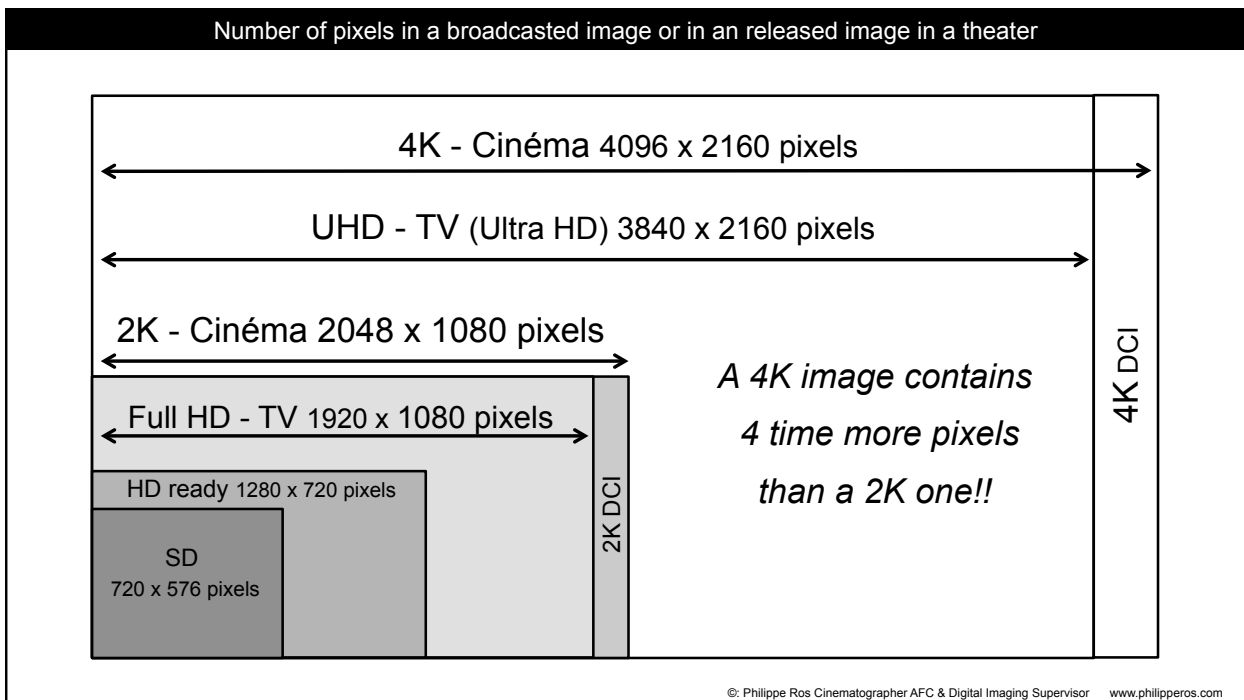 Number of pixels in a broadcasted image or in an released image in a theater
4K - Cinéma 4096 x 2160 pixels
UHD - TV (Ultra HD) 3840 x 2160 pixels
2K - Cinéma 2048 x 1080 pixels
Full HD - TV 1920 x 1080 pixels
HD ready 1280 x 720 pixels
SD
720 x 576 pixels
2K DCI
A 4K image contains
4 time more pixels
than a 2K one!!
4K DCI
©: Philippe Ros Cinematographer AFC & Digital Imaging Supervisor www.philipperos.com